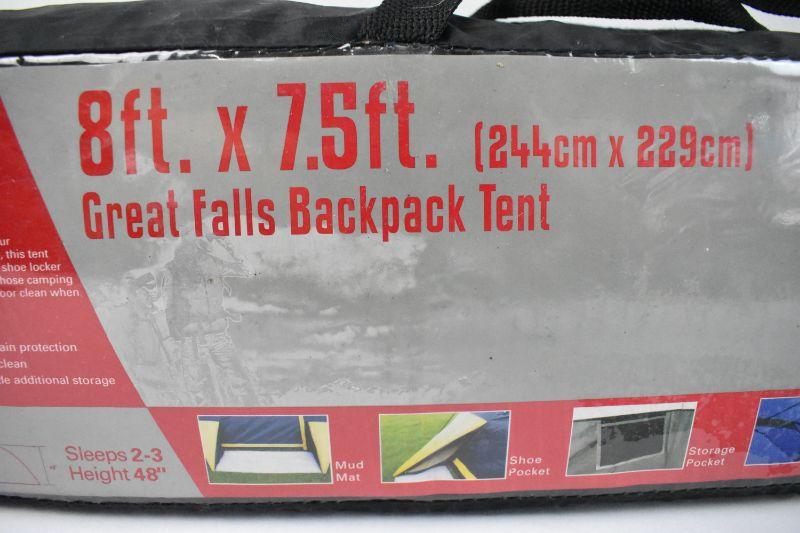 8ft. x 7.5ft. (244cm x 229cm)
Great Falls Backpack Tent
, this tent
shoe locker
hose camping
oor clean when
ain protection
clean
de additional storage
Sleeps 2-3
Height 48"
Mud
Mat
Shoe
Pocket
Storage
Pocket